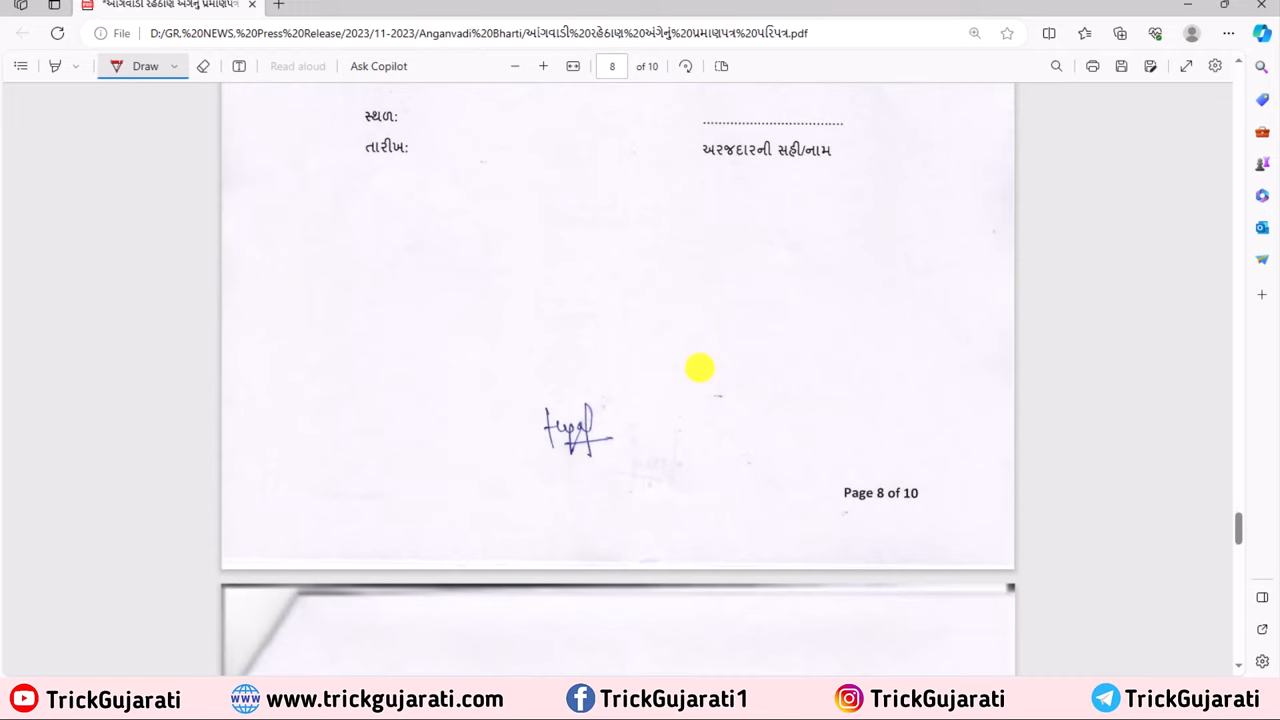 *આંગવાડી રહેઠાણ અંગેનું પ્રમાણપત્ર
File D:/GR,%20NEWS,%20Press%20Release/2023/11-2023/Anganvadi%20Bharti/આંગવાડી%20રહેઠાણ%20અંગેનું%20પ્રમાણપત્ર%20પરિપત્ર.pdf
Draw Read aloud Ask Copilot 8 of 10
સ્થળ:
તારીખ:
અરજદારની સહી/નામ
Page 8 of 10
TrickGujarati www.trickgujarati.com TrickGujarati1 TrickGujarati TrickGujarati